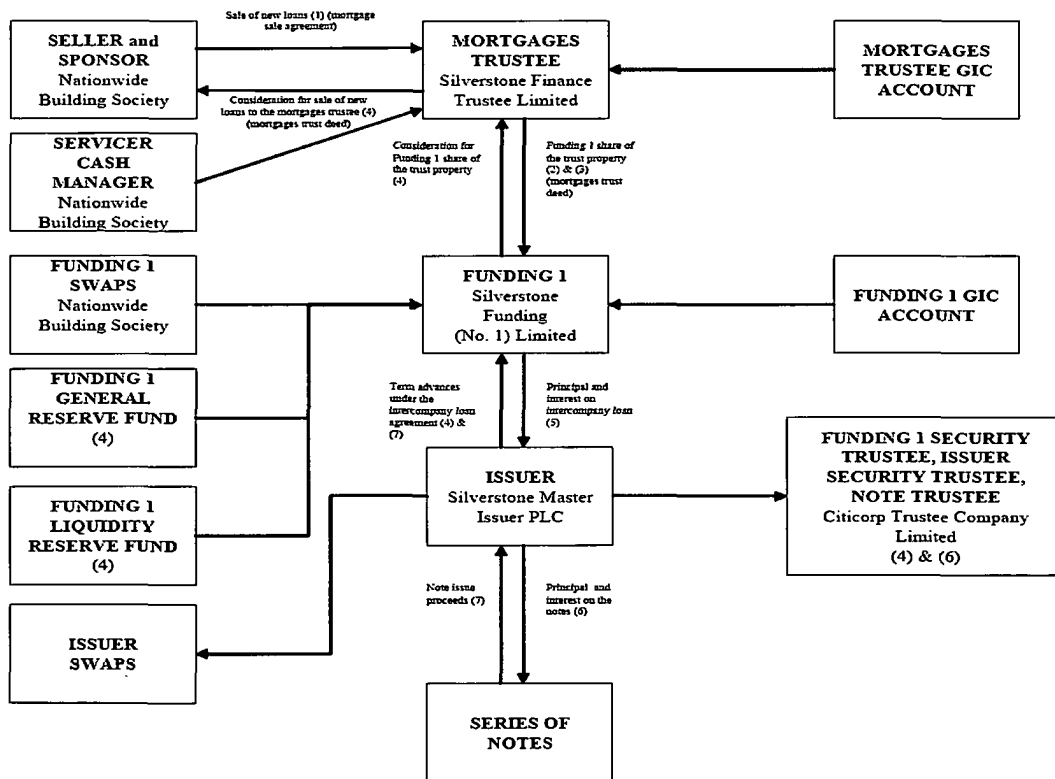 Sale of new loans (1) (mortgage
sale agreement)
SELLER and
SPONSOR
Nationwide
Building Society
MORTGAGES
TRUSTEE
Silverstone Finance
Trustee Limited
MORTGAGES
TRUSTEE GIC
ACCOUNT
Consideration for sale of new
loans to the mortgages trustee (4)
(mortgages trust deed)
SERVICER
CASH
MANAGER
Nationwide
Building Society
Consideration for
Funding 1 share of
the trust property
(4)
Funding 1 share of
the trust property
(2) & (3)
(mortgages trust
deed)
FUNDING 1
SWAPS
Nationwide
Building Society
FUNDING 1
Silverstone
Funding
(No. 1) Limited
FUNDING 1 GIC
ACCOUNT
FUNDING 1
GENERAL
RESERVE FUND
(4)
Term advances
under the
intercompany loan
agreement (4) &
(7)
Principal and
interest on
intercompany loan
(5)
FUNDING 1
LIQUIDITY
RESERVE FUND
(4)
ISSUER
Silverstone Master
Issuer PLC
FUNDING 1 SECURITY
TRUSTEE, ISSUER
SECURITY TRUSTEE,
NOTE TRUSTEE
Citicorp Trustee Company
Limited
(4) & (6)
Note issue
proceeds (7)
Principal and
interest on the
notes (6)
ISSUER
SWAPS
SERIES OF
NOTES